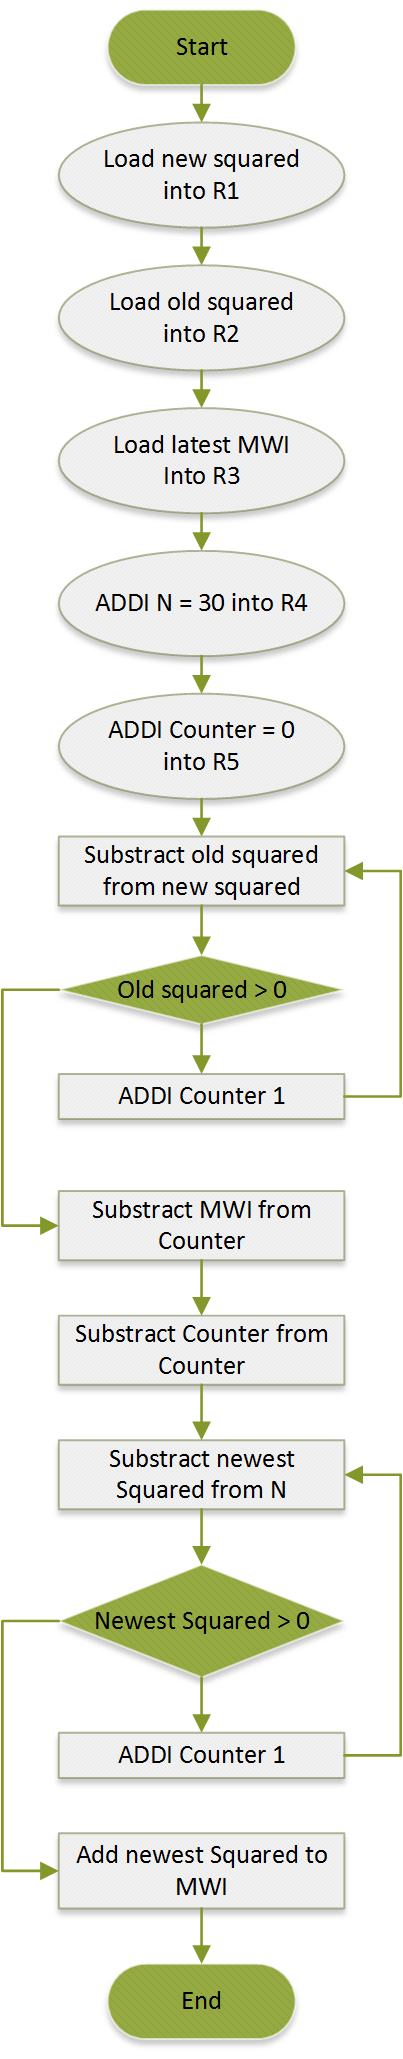 Start
Load new squared
into R1
Load old squared
into R2
Load latest MWI
Into R3
ADDI N = 30 into R4
ADDI Counter = 0
into R5
Substract old squared
from new squared
Old squared > 0
ADDI Counter 1
Substract MWI from
Counter
Substract Counter from
Counter
Substract newest
Squared from N
Newest Squared > 0
ADDI Counter 1
Add newest Squared to
MWI
End